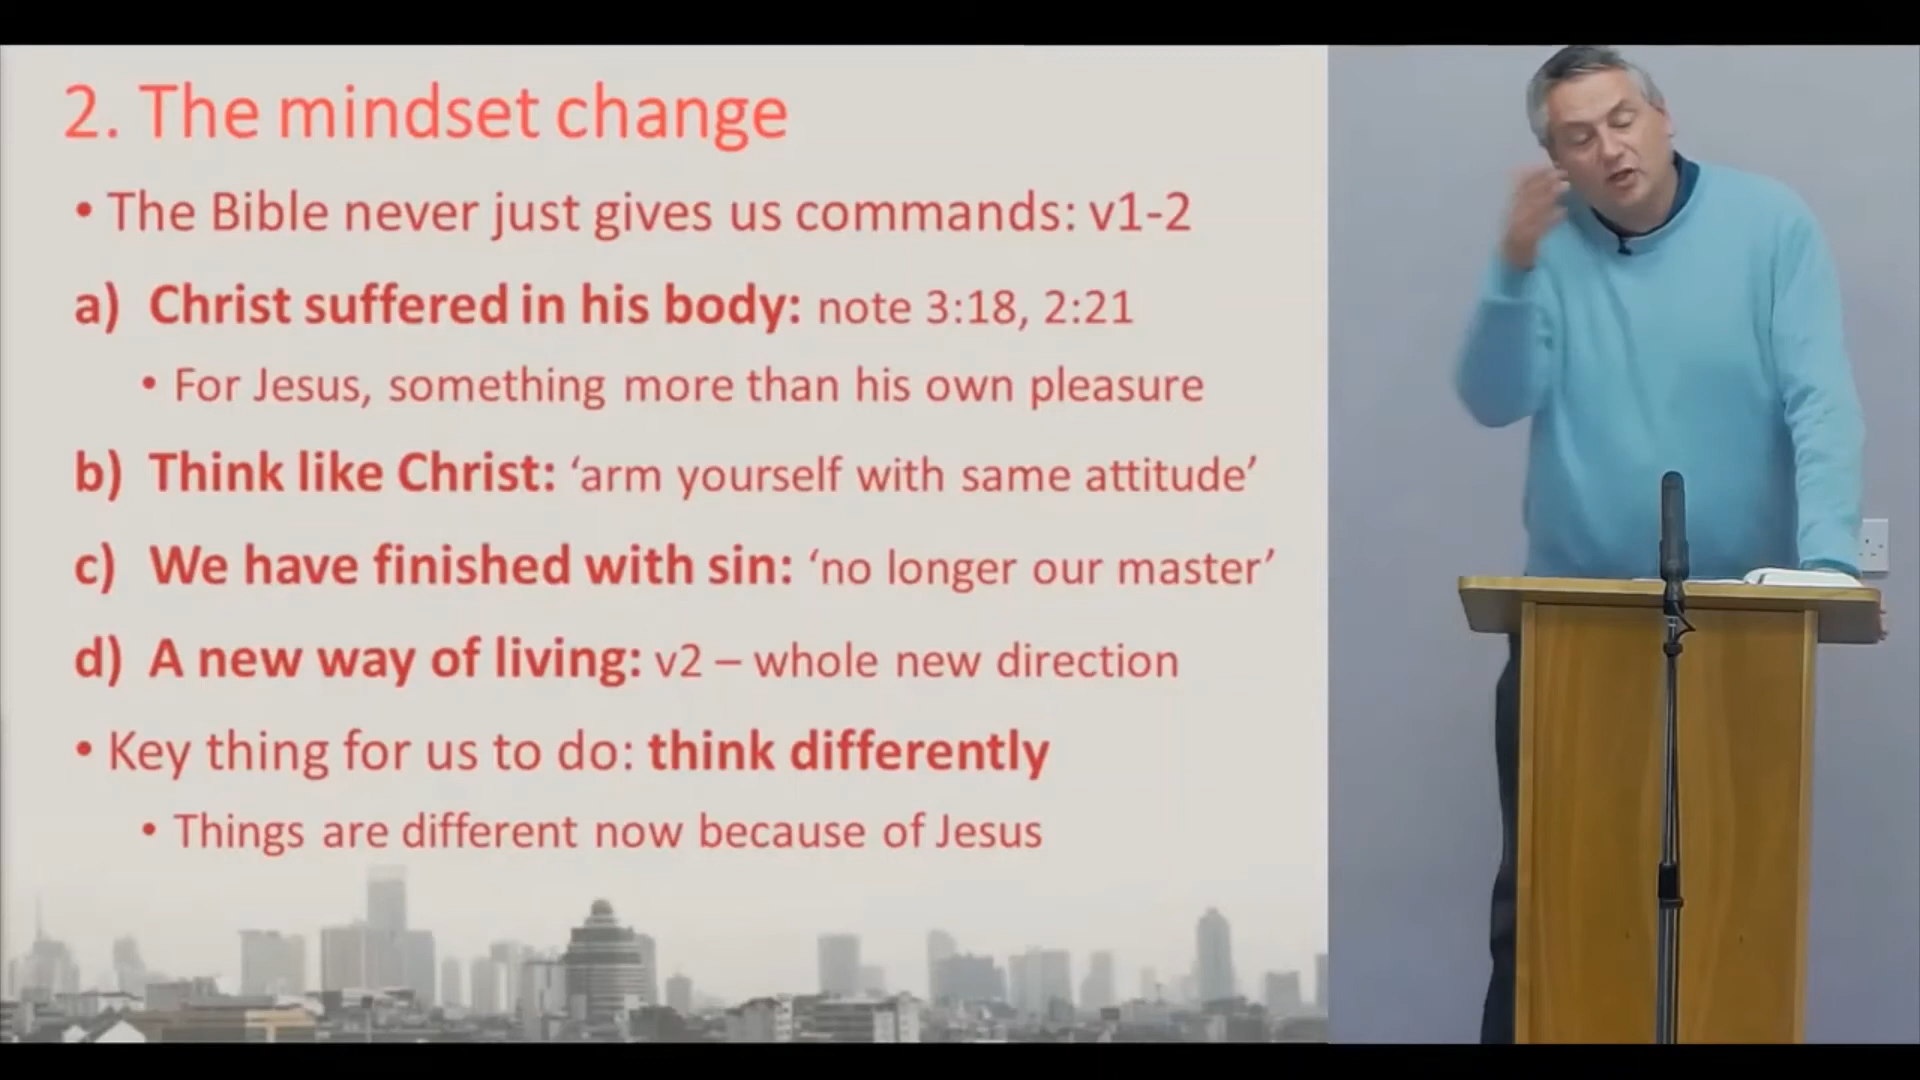 2. The mindset change
• The Bible never just gives us commands: v1-2
a) Christ suffered in his body: note 3:18, 2:21
• For Jesus, something more than his own pleasure
b) Think like Christ: ‘arm yourself with same attitude’
c) We have finished with sin: ‘no longer our master’
d) A new way of living: v2 – whole new direction
• Key thing for us to do: think differently
• Things are different now because of Jesus